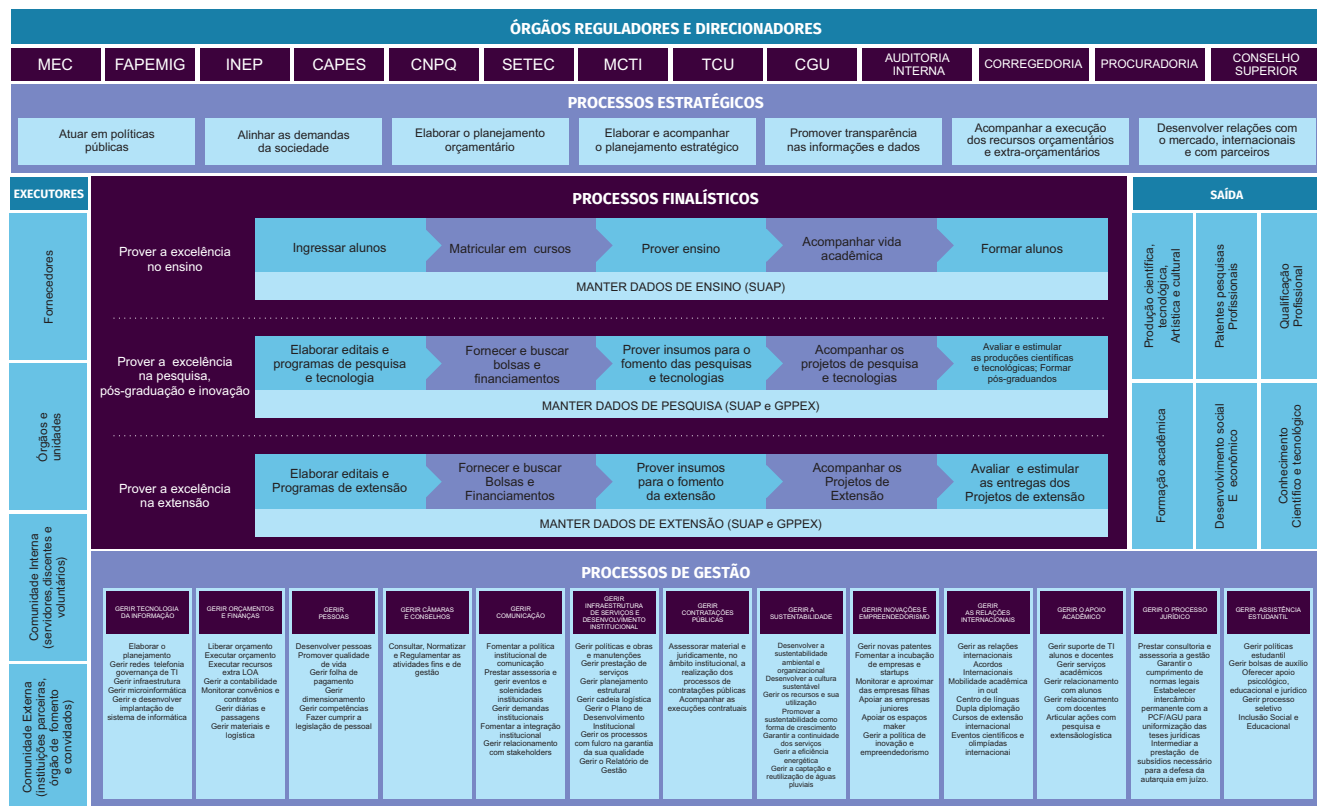 ÓRGÃOS REGULADORES E DIRECIONADORES
MEC
FAPEMIG
INEP
CAPES
CNPQ
SETEC
MCTI
TCU
CGU
AUDITORIA
INTERNA
CORREGEDORIA
PROCURADORIA
CONSELHO
SUPERIOR
PROCESSOS ESTRATÉGICOS
Atuar em políticas
públicas
Alinhar as demandas
da sociedade
Elaborar o planejamento
orçamentário
Elaborar e acompanhar
o planejamento estratégico
Promover transparência
nas informações e dados
Acompanhar a execução
dos recursos orçamentários
e extra-orçamentários
Desenvolver relações com
o mercado, internacionais
e com parceiros
EXECUTORES
Fornecedores
Órgãos e
unidades
Comunidade Interna
(servidores,discentes e
voluntários)
Comunidade Externa
(instituições parceiras,
órgão de fomento
e convidados)
PROCESSOS FINALÍSTICOS
Prover a excelência
no ensino
Ingressar alunos
Matricular em cursos
Prover ensino
Acompanhar vida
acadêmica
Formar alunos
MANTER DADOS DE ENSINO (SUAP)
Prover a excelência
na pesquisa,
pós-graduação e inovação
Elaborar editais e
programas de pesquisa
e tecnologia
Fornecer e buscar
bolsas e
financiamentos
Prover insumos para o
fomento das pesquisas
e tecnologias
Acompanhar os
projetos de pesquisa
e tecnologia
Avaliar e estimular
as produções científicas
e tecnológicas; Formar
pós-graduandos
MANTER DADOS DE PESQUISA (SUAP e GPPEX)
Prover a excelência
na extensão
Elaborar editais e
Programas de extensão
Fornecer e buscar
Bolsas e
Financiamentos
Prover insumos
para o fomento
da extensão
Acompanhar os
Projetos de
Extensão
Avaliar e estimular
as entregas dos
Projetos de extensão
MANTER DADOS DE EXTENSÃO (SUAP e GPPEX)
SAÍDA
Produção científica,
tecnológica,
Artística e cultural
Patentes pesquisas
Profissionais
Qualificação
Profissional
Formação acadêmica
Desenvolvimento social
E econômico
Conhecimento
Científico e tecnológico
PROCESSOS DE GESTÃO
GERIR TECNOLOGIA
DA INFORMAÇÃO
Elaborar o
planejamento
governança de TI
Gerir redes telefonia
Gerir infraestrutura
Gerir microinformática
Gerir e desenvolver
implantação de
sistema de informática
GERIR ORÇAMENTOS
E FINANÇAS
Liberar orçamento
Executar orçamento
Executar recursos
extra LOA
Gerir a contabilidade
Monitorar convênios e
contratos
Gerir diárias e
passagens
Gerir materiais e
logística
GERIR
PESSOAS
Desenvolver pessoas
Promover qualidade
de vida
Gerir folha de
pagamento
Gerir
dimensionamento
Gerir competências
Fazer cumprir a
legislação de pessoal
GERIR CÂMARAS
E CONSELHOS
Consultar, Normatizar
e Regulamentar as
atividades fins e de
gestão
GERIR
COMUNICAÇÃO
Fomentar a política
institucional de
comunicação
Prestar assessoria e
gerir eventos e
solenidades
institucionais
Gerir demandas
institucionais
Fomentar a integração
institucional
Gerir relacionamento
com stakeholders
GERIR
INFRAESTRUTURA
DE SERVIÇOS E
DESENVOLVIMENTO
INSTITUCIONAL
Gerir políticas e obras
e manutenções
Gerir prestação de
serviços
Gerir planejamento
estrutural
Gerir cadeia logística
Gerir o Plano de
Desenvolvimento
Institucional
Gerir os processos
com fulcro na garantia
da sua qualidade
Gerir o Relatório de
Gestão
GERIR
CONTRATAÇÕES
PÚBLICAS
Assessorar material e
juridicamente, no
âmbito institucional, a
realização dos
processos de
contratações públicas
Acompanhar as
execuções contratuais
GERIR A
SUSTENTABILIDADE
Desenvolver a
sustentabilidade
ambiental e
organizacional
Desenvolver a cultura
sustentável
Gerir os recursos e sua
utilização
Promover a
sustentabilidade como
forma de crescimento
Garantir a continuidade
dos serviços
Gerir a eficiência
energética
Gerir a captação e
reutilização de águas
pluviais
GERIR INOVAÇÕES E
EMPREENDEDORISMO
Gerir novas patentes
Fomentar a incubação
de empresas e
startups
Monitorar e aproximar
das empresas filhas
Apoiar as empresas
juniores
Apoiar os espaços
maker
Gerir a política de
inovação e
empreendedorismo
GERIR
AS RELAÇÕES
INTERNACIONAIS
Gerir as relações
internacionais
Acordos
Internacionais
Mobilidade acadêmica
in out
Centro de línguas
Dupla diplomação
Cursos de extensão
internacional
Eventos científicos e
olimpíadas
internacionai
GERIR O APOIO
ACADÊMICO
Gerir suporte de TI
alunos e docentes
Gerir serviços
acadêmicos
Gerir relacionamento
com alunos
Gerir relacionamento
com docentes
Articular ações com
pesquisa e
extensãologística
GERIR O PROCESSO
JURÍDICO
Prestar consultoria e
assessoria a gestão
Garantir o
cumprimento de
normas legais
Estabelecer
intercâmbio
permanente com a
PCF/AGU para
uniformização das
teses jurídicas
Intermediar a
prestação de
subsídios necessário
para a defesa da
autarquia em juízo.
GERIR ASSISTÊNCIA
ESTUDANTIL
Gerir políticas
estudantil
Gerir bolsas de auxílio
Oferecer apoio
psicológico,
educacional e jurídico
Gerir processo
seletivo
Inclusão Social e
Educacional